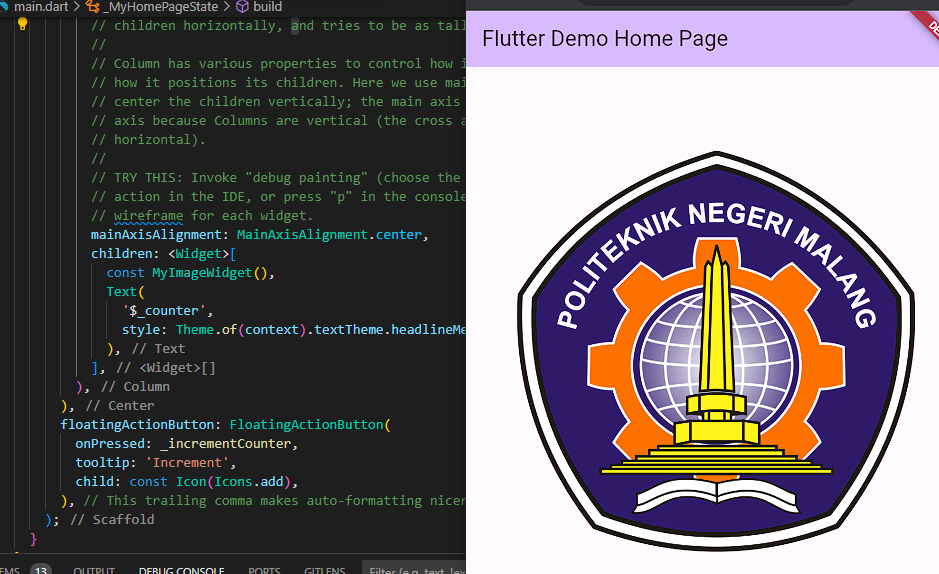 main.dart > _MyHomePageState > build
// children horizontally, and tries to be as tal
//
// Column has various properties to control how i
// how it positions its children. Here we use mai
// center the children vertically; the main axis
// axis because Columns are vertical (the cross a
// horizontal).
//
// TRY THIS: Invoke "debug painting" (choose the
// action in the IDE, or press "p" in the console
// wireframe for each widget.
mainAxisAlignment: MainAxisAlignment.center,
children: <Widget>[
const MyImageWidget(),
Text(
'$_counter',
style: Theme.of(context).textTheme.headlineMe
), // Text
], // <Widget>[]
), // Column
), // Center
floatingActionButton: FloatingActionButton(
onPressed: _incrementCounter,
tooltip: 'Increment',
child: const Icon(Icons.add),
), // This trailing comma makes auto-formatting nicer
); // Scaffold
}
EMS 13 OUTPUT DEBUG CONSOLE PORTS GITLENS Filter (e.g. text,
Flutter Demo Home Page
DE
POLITEKNIK NEGERI MALANG